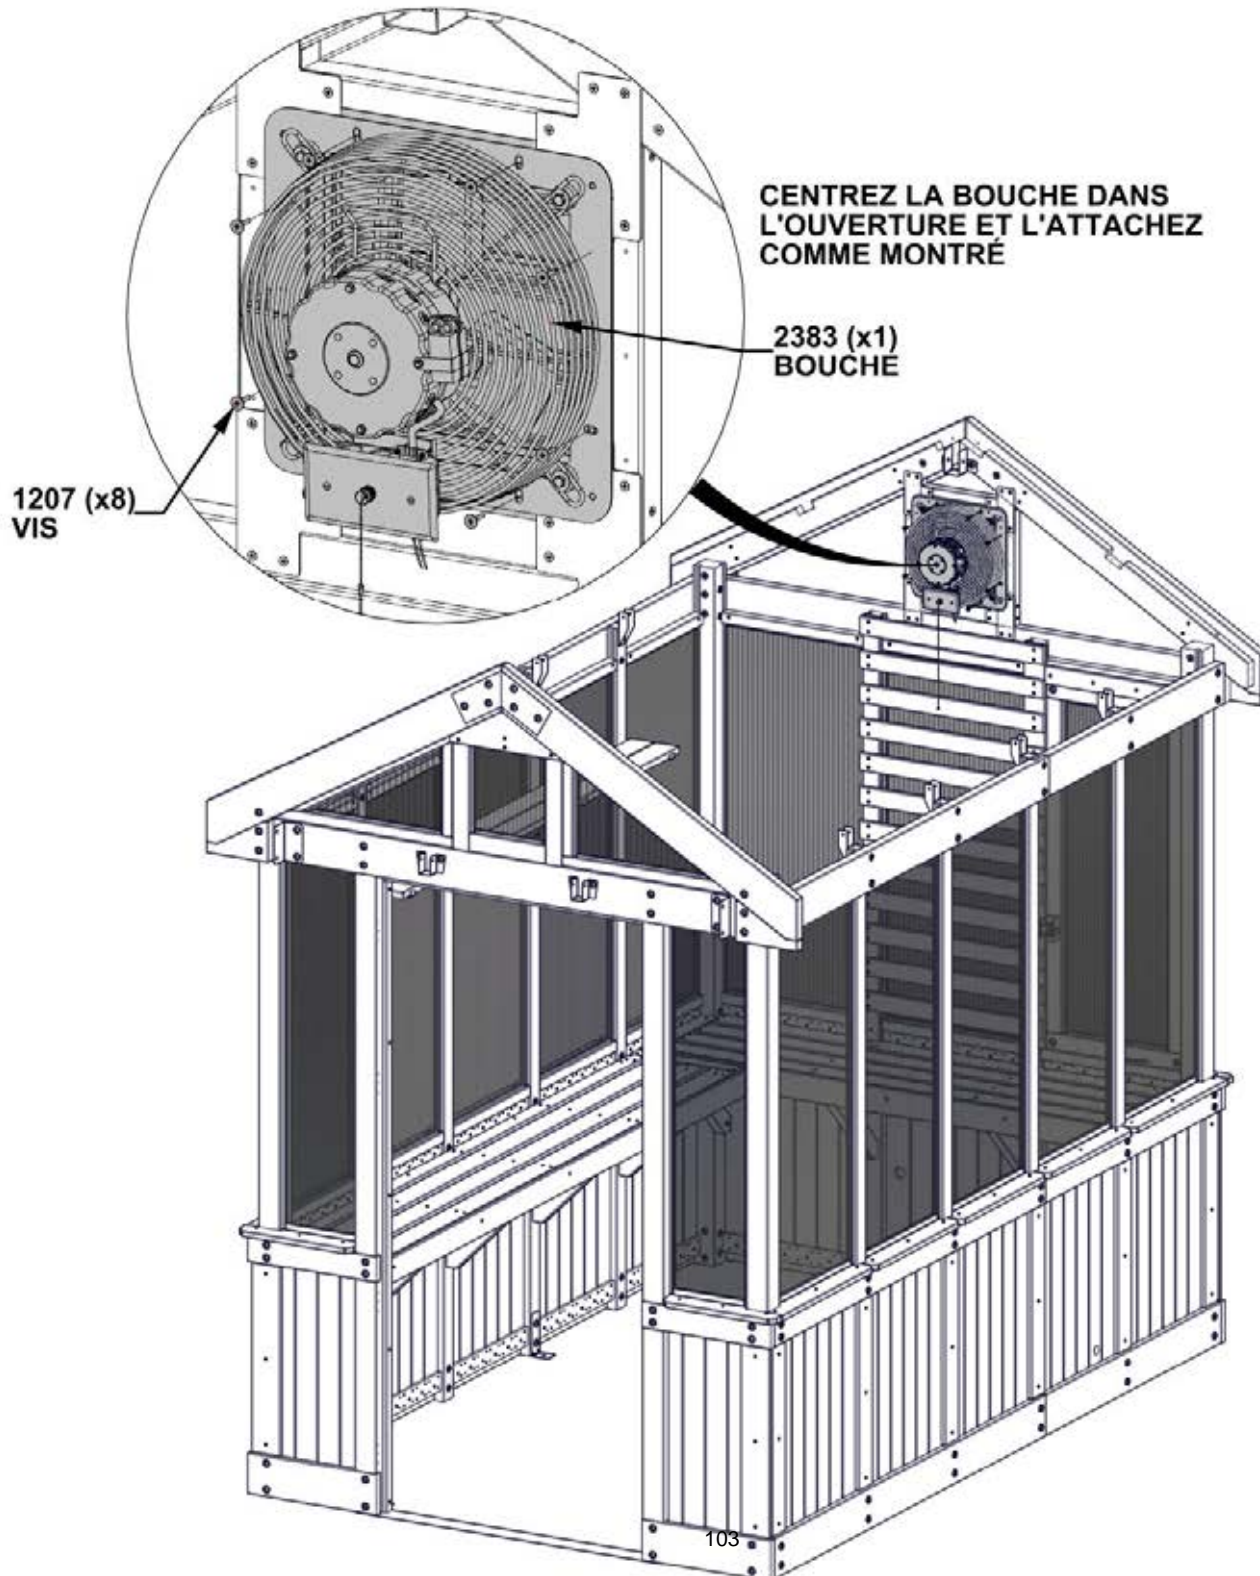 CENTREZ LA BOUCHE DANS
L'OUVERTURE ET L'ATTACHEZ
COMME MONTRÉ
2383 (x1)
BOUCHE
1207 (x8)
VIS
103